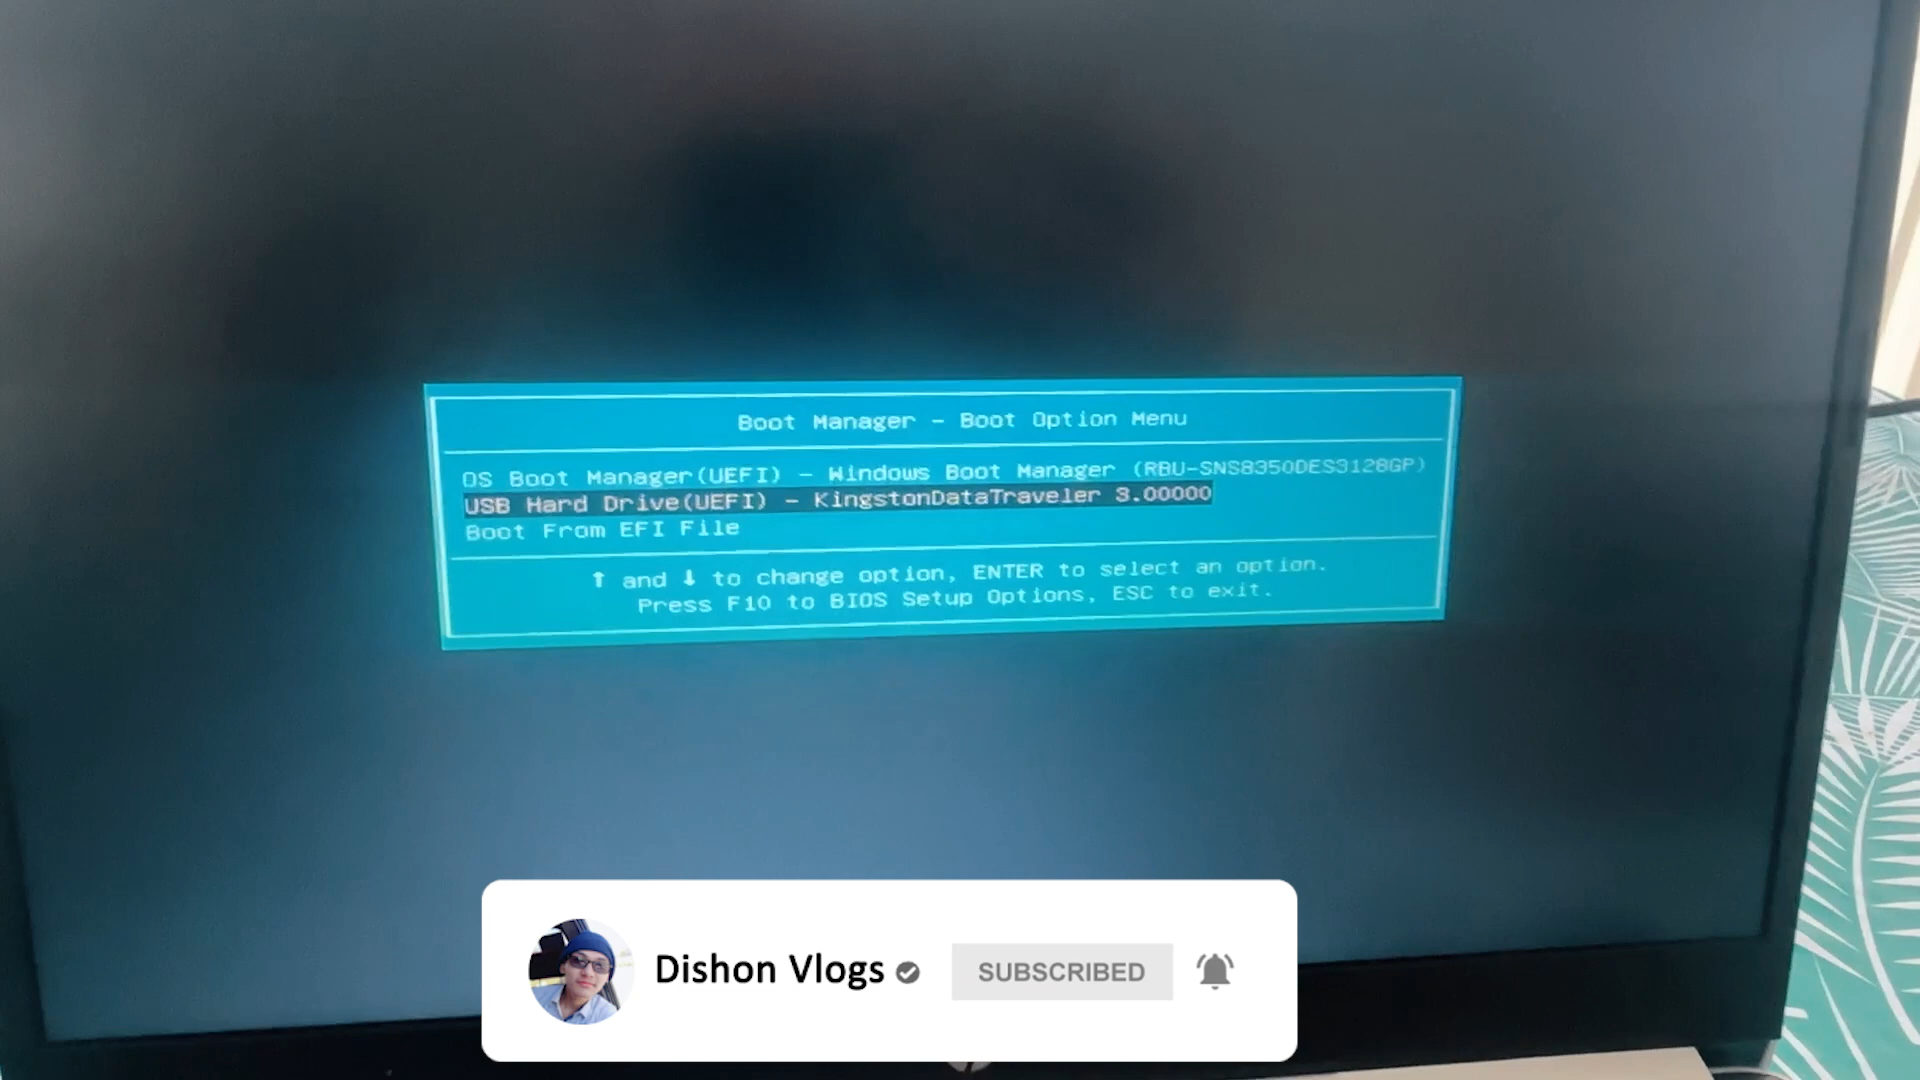 Boot Manager - Boot Option Menu
OS Boot Manager(UEFI) - Windows Boot Manager (RBU-SNS8350DES3128GP)
USB Hard Drive(UEFI) - KingstonDataTraveler 3.00000
Boot From EFI File
↑ and ↓ to change option, ENTER to select an option.
Press F10 to BIOS Setup Options, ESC to exit.
Dishon Vlogs
SUBSCRIBED